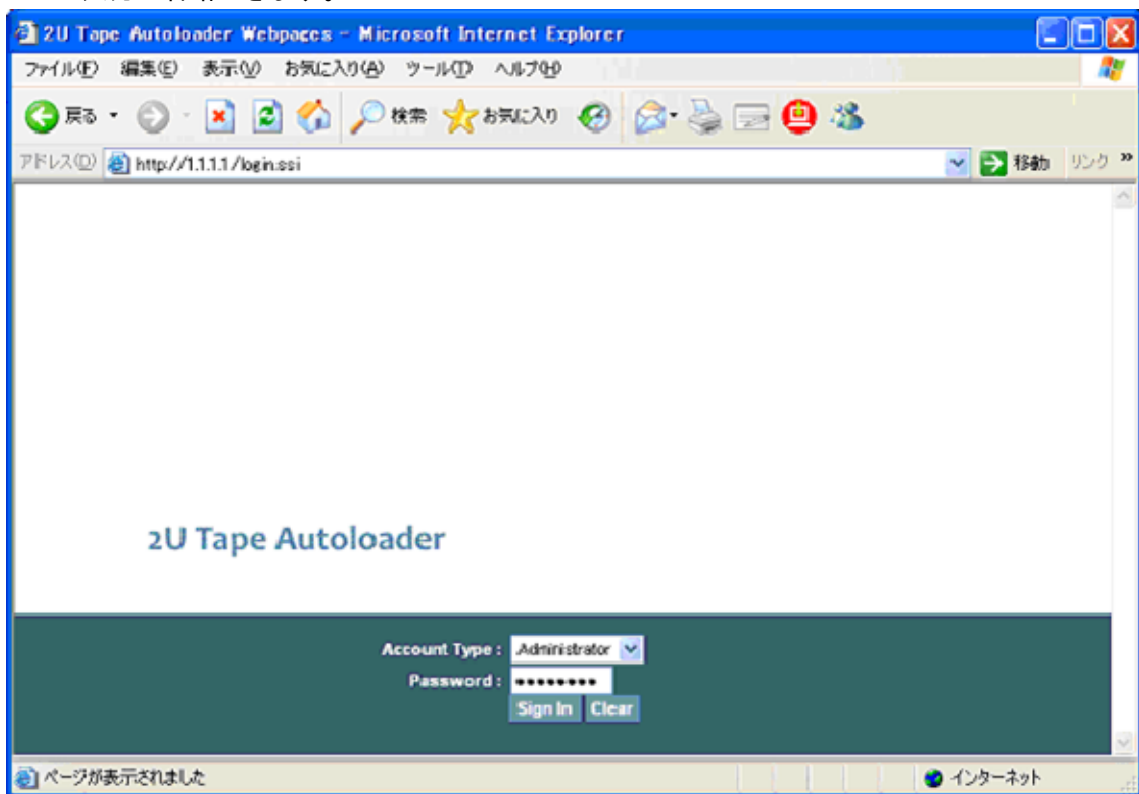 2U Tape Autoloader Webpages - Microsoft Internet Explorer
ファイル(F) 編集(E) 表示(V) お気に入り(A) ツール(T) ヘルプ(H)
戻る 検索 お気に入り
アドレス(D) http://1.1.1.1/login.ssi 移動 リンク »
2U Tape Autoloader
Account Type : Administrator
Password : ••••••••
Sign In Clear
ページが表示されました インターネット